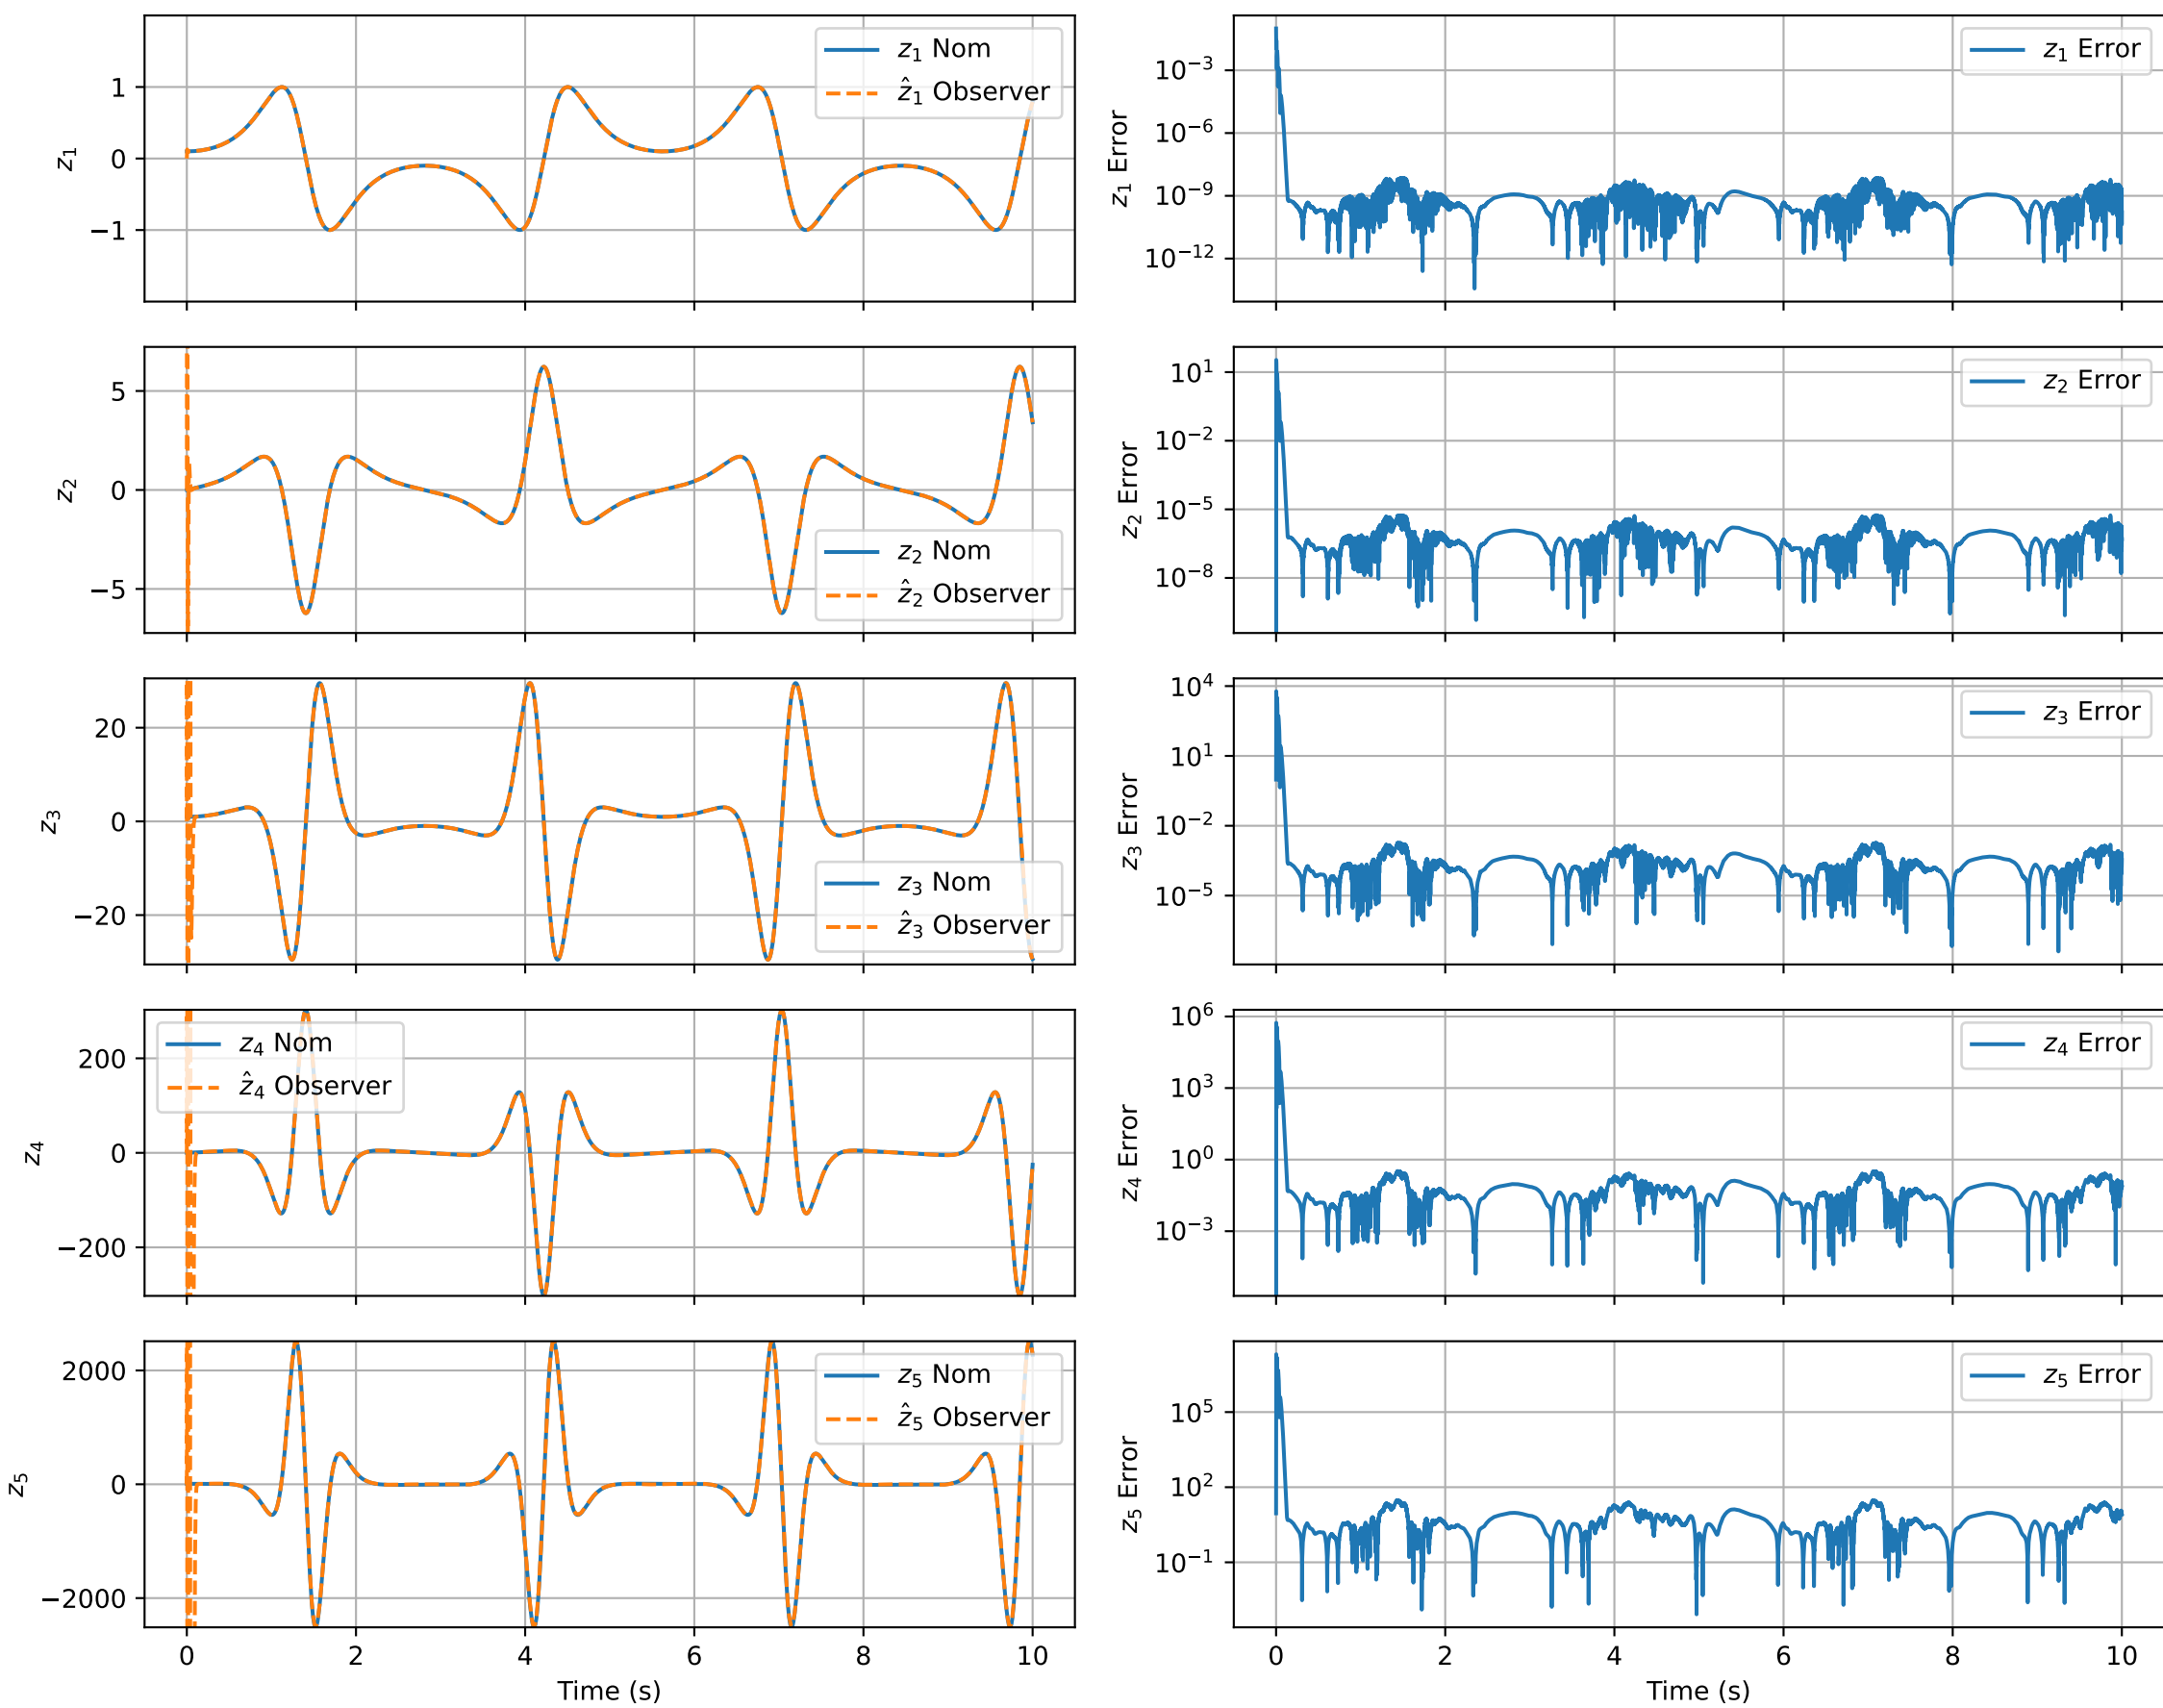 z₁ Nom
ẑ₁ Observer
1
0
−1
z₁
z₁ Error
10⁻³
10⁻⁶
10⁻⁹
10⁻¹²
z₁ Error
5
0
−5
z₂
z₂ Nom
ẑ₂ Observer
z₂ Error
10¹
10⁻²
10⁻⁵
10⁻⁸
z₂ Error
20
0
−20
z₃
z₃ Nom
ẑ₃ Observer
z₃ Error
10⁴
10¹
10⁻²
10⁻⁵
z₃ Error
z₄ Nom
ẑ₄ Observer
200
0
−200
z₄
z₄ Error
10⁶
10³
10⁰
10⁻³
z₄ Error
z₅ Nom
ẑ₅ Observer
2000
0
−2000
z₅
0 2 4 6 8 10
Time (s)
z₅ Error
10⁵
10²
10⁻¹
z₅ Error
0 2 4 6 8 10
Time (s)